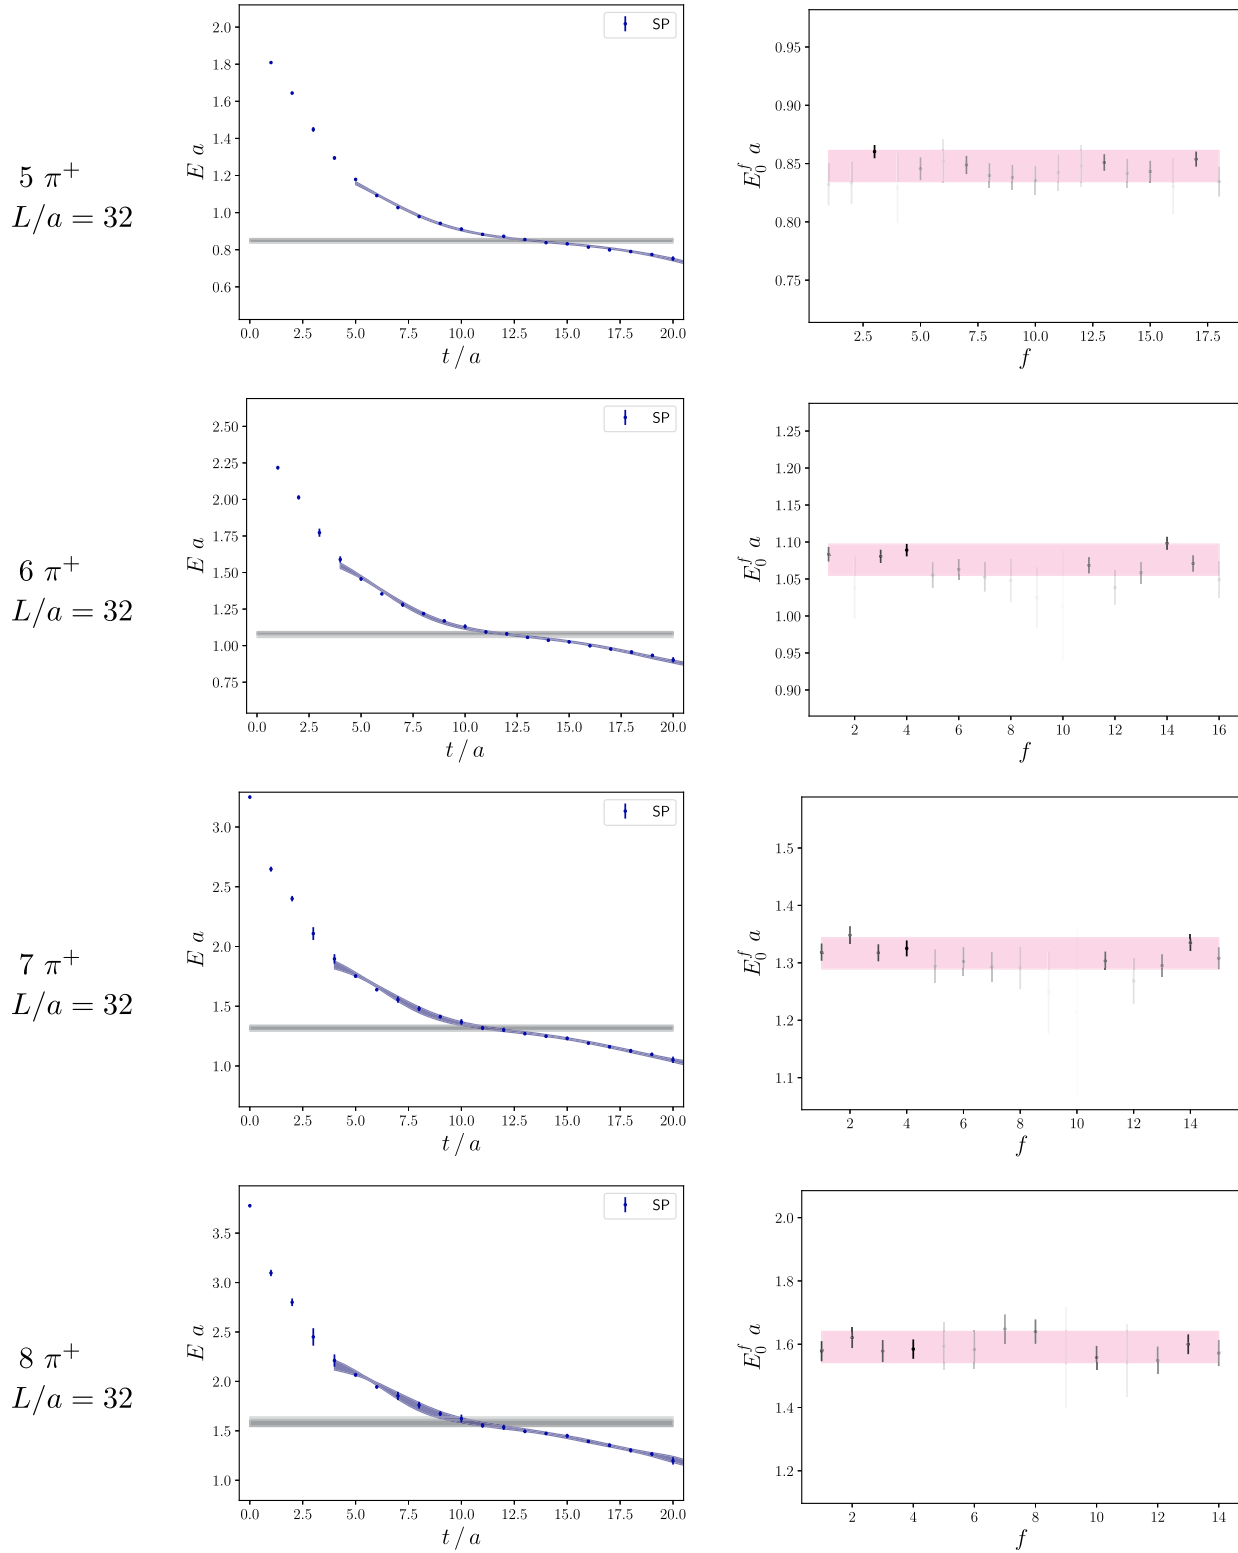 5 π⁺
L/a = 32
2.0
1.8
1.6
1.4
1.2
1.0
0.8
0.6
E a
SP
0.0 2.5 5.0 7.5 10.0 12.5 15.0 17.5 20.0
t / a
0.95
0.90
0.85
0.80
0.75
E₀ᶠ a
2.5 5.0 7.5 10.0 12.5 15.0 17.5
f
6 π⁺
L/a = 32
2.50
2.25
2.00
1.75
1.50
1.25
1.00
0.75
E a
SP
0.0 2.5 5.0 7.5 10.0 12.5 15.0 17.5 20.0
t / a
1.25
1.20
1.15
1.10
1.05
1.00
0.95
0.90
E₀ᶠ a
2 4 6 8 10 12 14 16
f
7 π⁺
L/a = 32
3.0
2.5
2.0
1.5
1.0
E a
SP
0.0 2.5 5.0 7.5 10.0 12.5 15.0 17.5 20.0
t / a
1.5
1.4
1.3
1.2
1.1
E₀ᶠ a
2 4 6 8 10 12 14
f
8 π⁺
L/a = 32
3.5
3.0
2.5
2.0
1.5
1.0
E a
SP
0.0 2.5 5.0 7.5 10.0 12.5 15.0 17.5 20.0
t / a
2.0
1.8
1.6
1.4
1.2
E₀ᶠ a
2 4 6 8 10 12 14
f